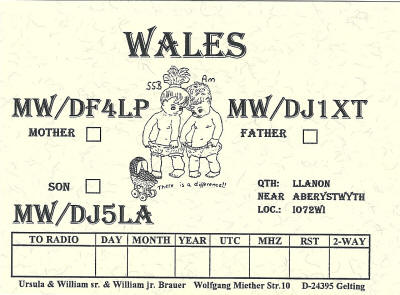 WALES
SSB Am
MW/DF4LP MW/DJ1XT
MOTHER FATHER
There is a difference!!
SON
MW/DJ5LA
QTH: LLANON
NEAR ABERYSTWYTH
LOC.: IO72WI
TO RADIO DAY MONTH YEAR UTC MHZ RST 2-WAY
Ursula & William sr. & William jr. Brauer Wolfgang Miether Str.10 D-24395 Gelting